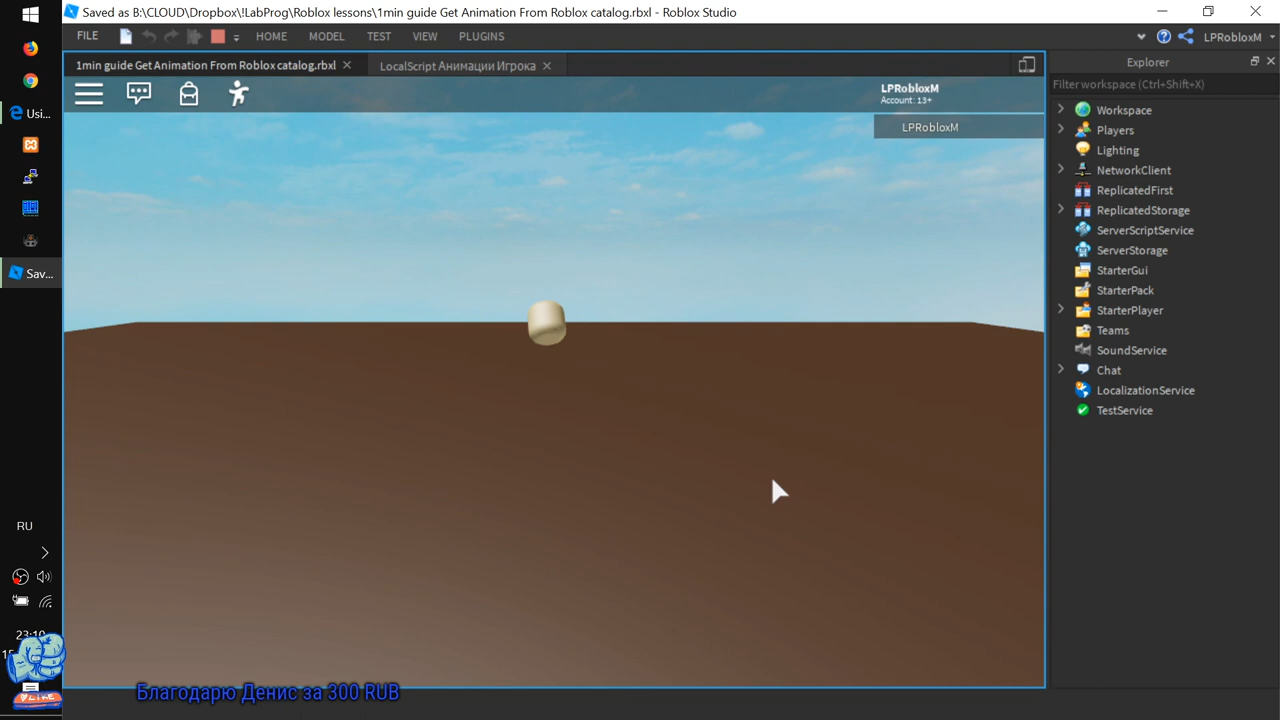 Saved as B:\CLOUD\Dropbox\!LabProg\Roblox lessons\1min guide Get Animation From Roblox catalog.rbxl - Roblox Studio
FILE
HOME
MODEL
TEST
VIEW
PLUGINS
LPRobloxM
1min guide Get Animation From Roblox catalog.rbxl
LocalScript Анимации Игрока
Explorer
Filter workspace (Ctrl+Shift+X)
LPRobloxM
Account: 13+
LPRobloxM
Workspace
Players
Lighting
NetworkClient
ReplicatedFirst
ReplicatedStorage
ServerScriptService
ServerStorage
StarterGui
StarterPack
StarterPlayer
Teams
SoundService
Chat
LocalizationService
TestService
Usi...
Sav...
RU
23:10
Благодарю Денис за 300 RUB